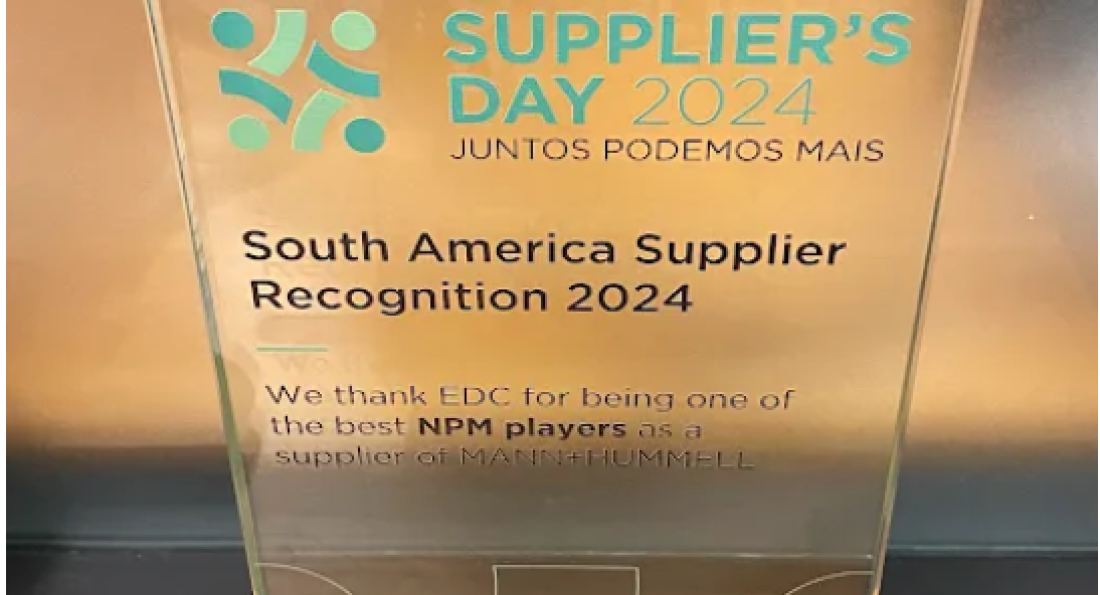 SUPPLIER'S
DAY 2024
JUNTOS PODEMOS MAIS
South America Supplier
Recognition 2024
We thank EDC for being one of
the best NPM players as a
supplier of MANN+HUMMELL